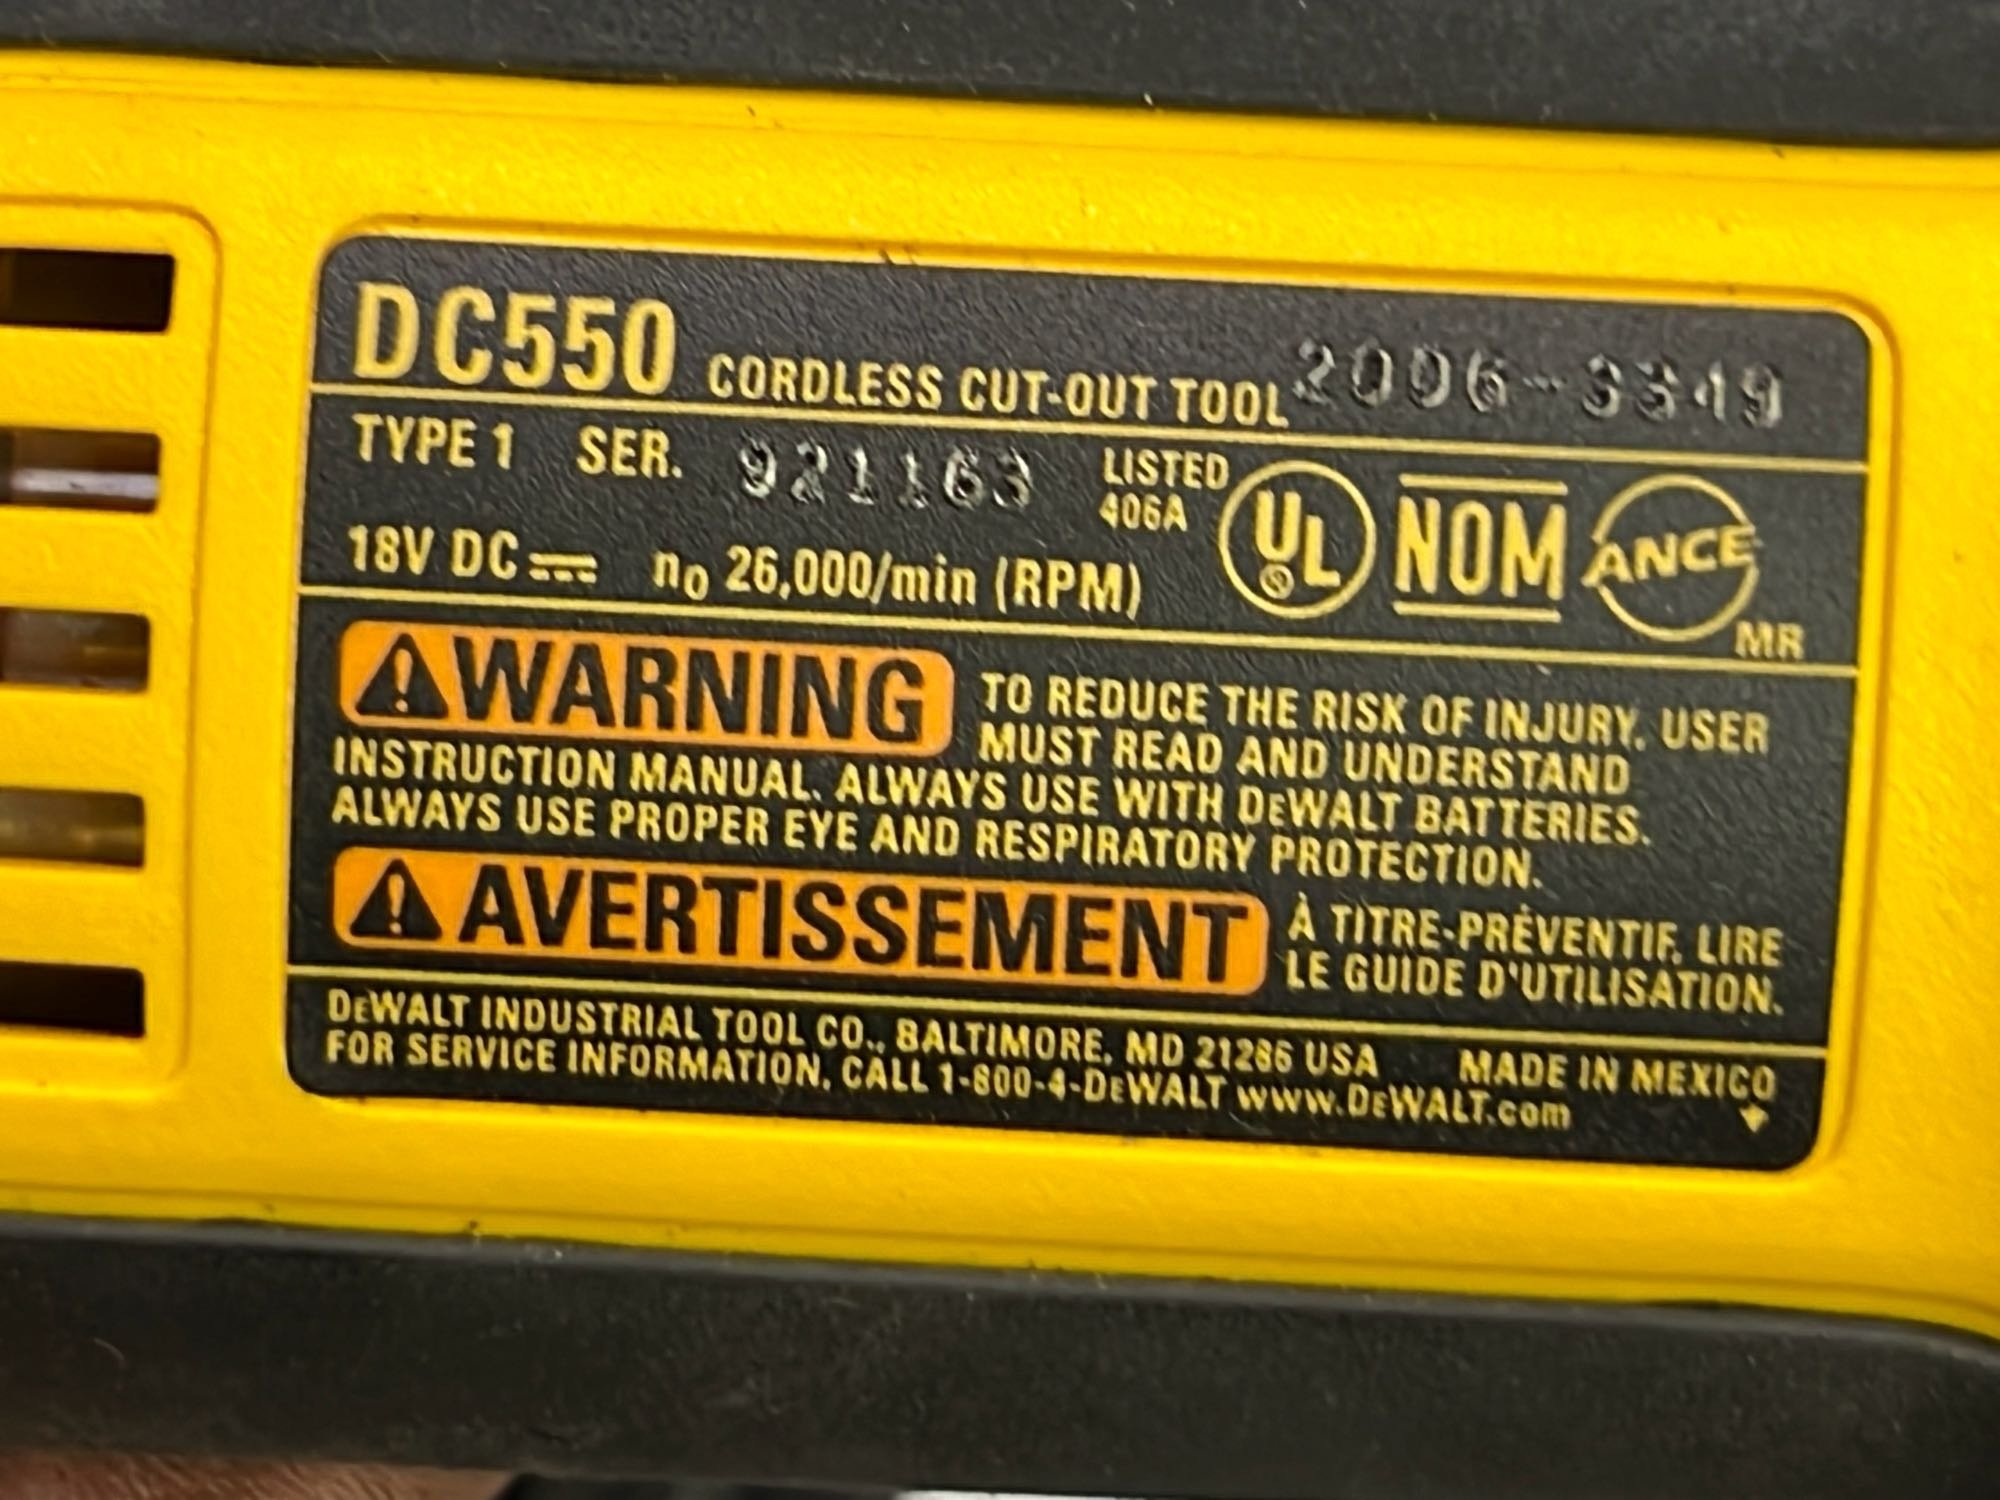 DC550 CORDLESS CUT-OUT TOOL
TYPE 1 SER. 921163 LISTED 406A UL NOM ANCE MR
18V DC n0 26,000/min (RPM)
WARNING TO REDUCE THE RISK OF INJURY, USER
MUST READ AND UNDERSTAND
INSTRUCTION MANUAL. ALWAYS USE WITH DEWALT BATTERIES.
ALWAYS USE PROPER EYE AND RESPIRATORY PROTECTION.
AVERTISSEMENT À TITRE-PRÉVENTIF, LIRE
LE GUIDE D'UTILISATION.
DEWALT INDUSTRIAL TOOL CO., BALTIMORE, MD 21286 USA MADE IN MEXICO
FOR SERVICE INFORMATION, CALL 1-800-4-DEWALT www.DEWALT.com